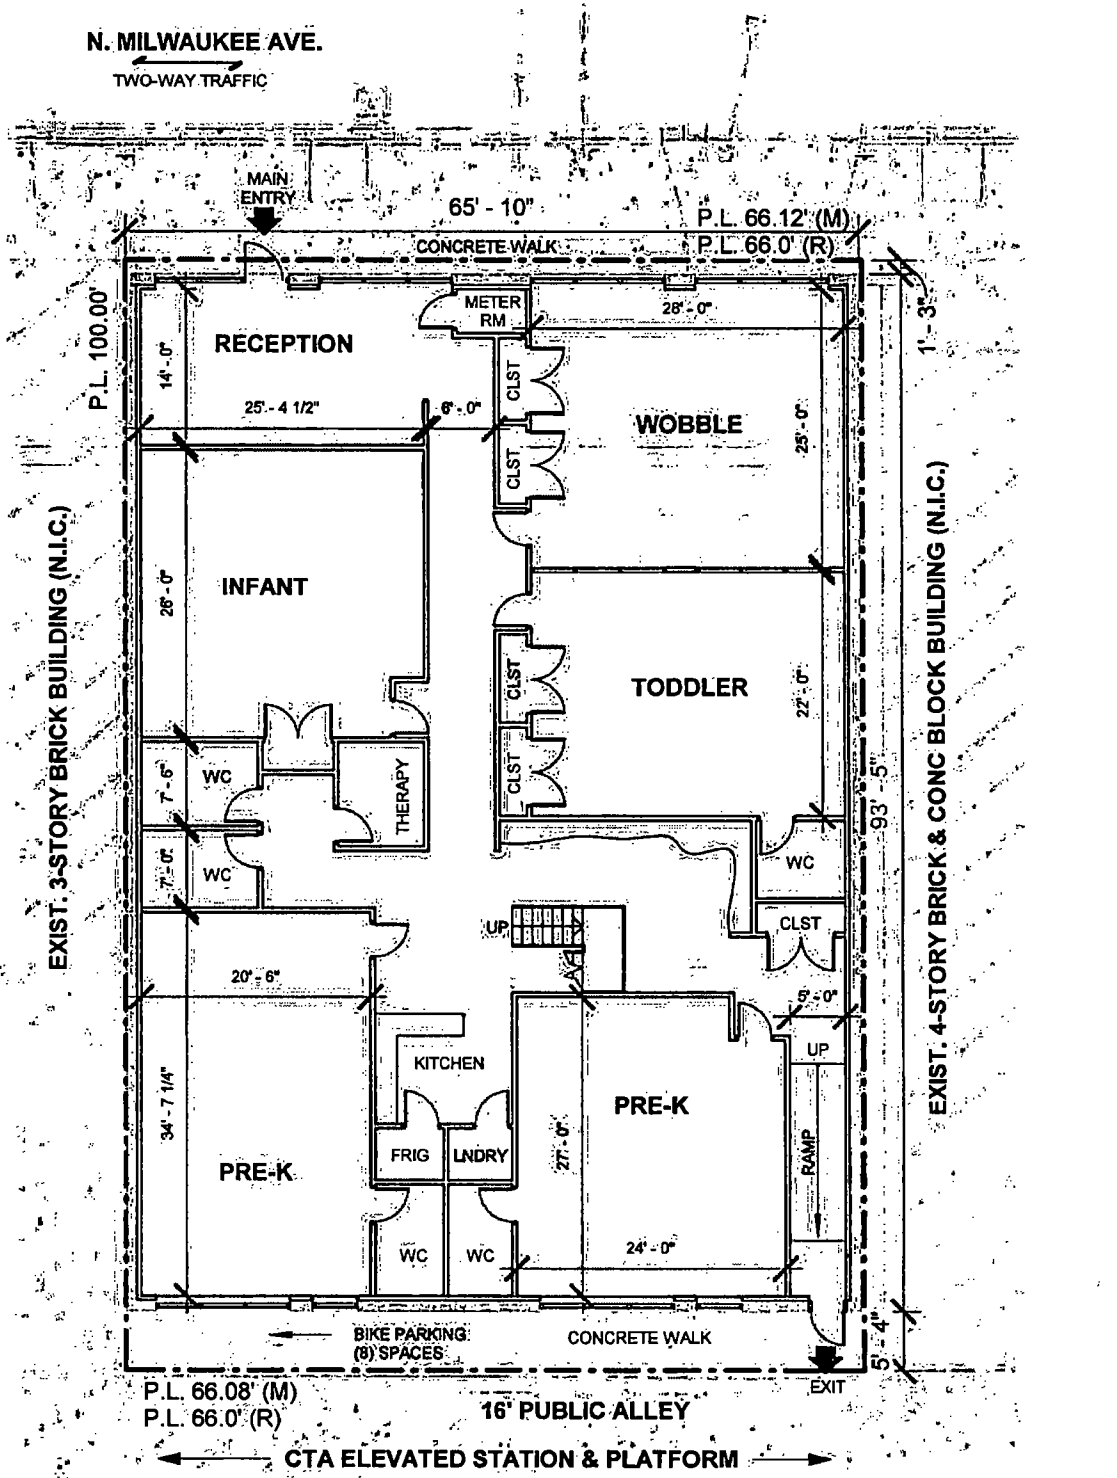 N. MILWAUKEE AVE.
TWO-WAY TRAFFIC
MAIN
ENTRY
65' - 10"
P.L. 66.12' (M)
P.L. 66.0' (R)
CONCRETE WALK
P.L. 100.00'
METER
RM
28' - 0"
1' - 3"
RECEPTION
14' - 0"
25' - 4 1/2"
6' - 0"
CLST
CLST
WOBBLE
25' - 0"
EXIST. 3-STORY BRICK BUILDING (N.I.C.)
INFANT
26' - 0"
TODDLER
22' - 0"
CLST
CLST
93' - 5"
EXIST. 4-STORY BRICK & CONC BLOCK BUILDING (N.I.C.)
WC
7' - 6"
THERAPY
WC
7' - 0"
WC
CLST
UP
20' - 6"
5' - 0"
UP
KITCHEN
34' - 7 1/4"
PRE-K
27' - 0"
RAMP
FRIG
LNDRY
PRE-K
WC
WC
24' - 0"
BIKE PARKING
(8) SPACES
CONCRETE WALK
5' - 4"
EXIT
P.L. 66.08' (M)
P.L. 66.0' (R)
16' PUBLIC ALLEY
CTA ELEVATED STATION & PLATFORM